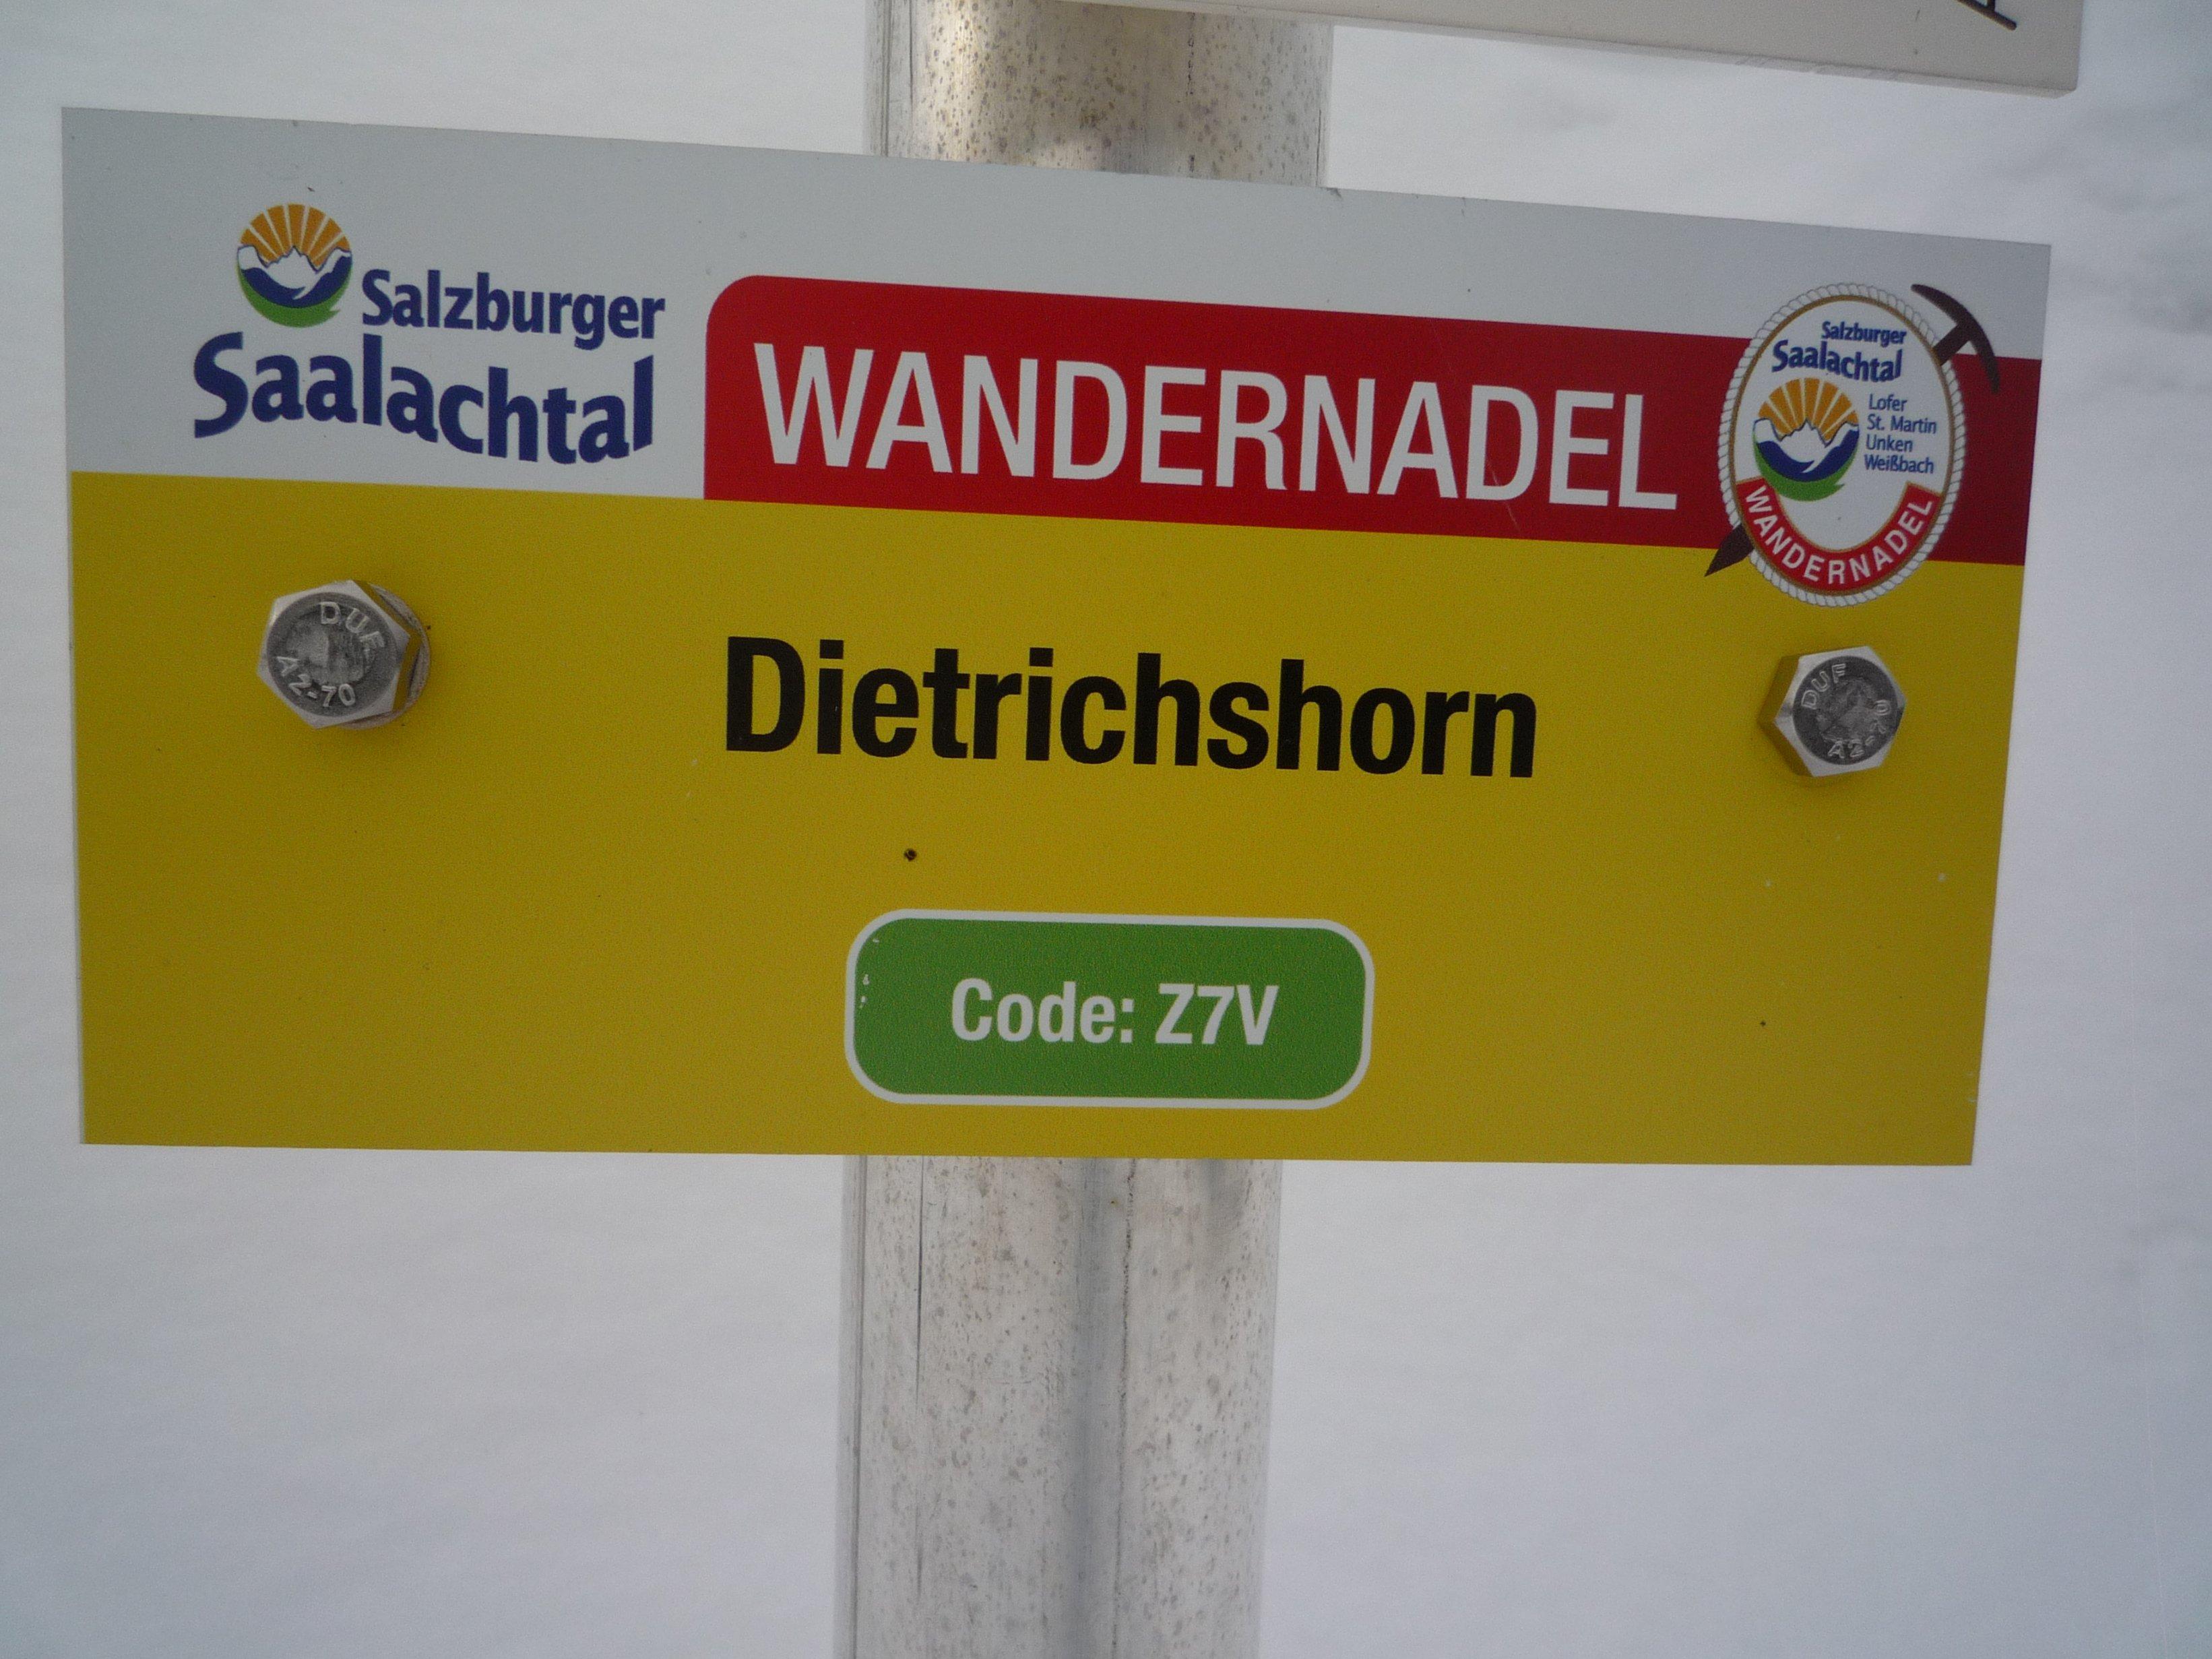 Salzburger
Saalachtal
WANDERNADEL
Salzburger
Saalachtal
Lofer
St. Martin
Unken
Weißbach
WANDERNADEL
Dietrichshorn
DUF
A2-70
DUF
Code: Z7V